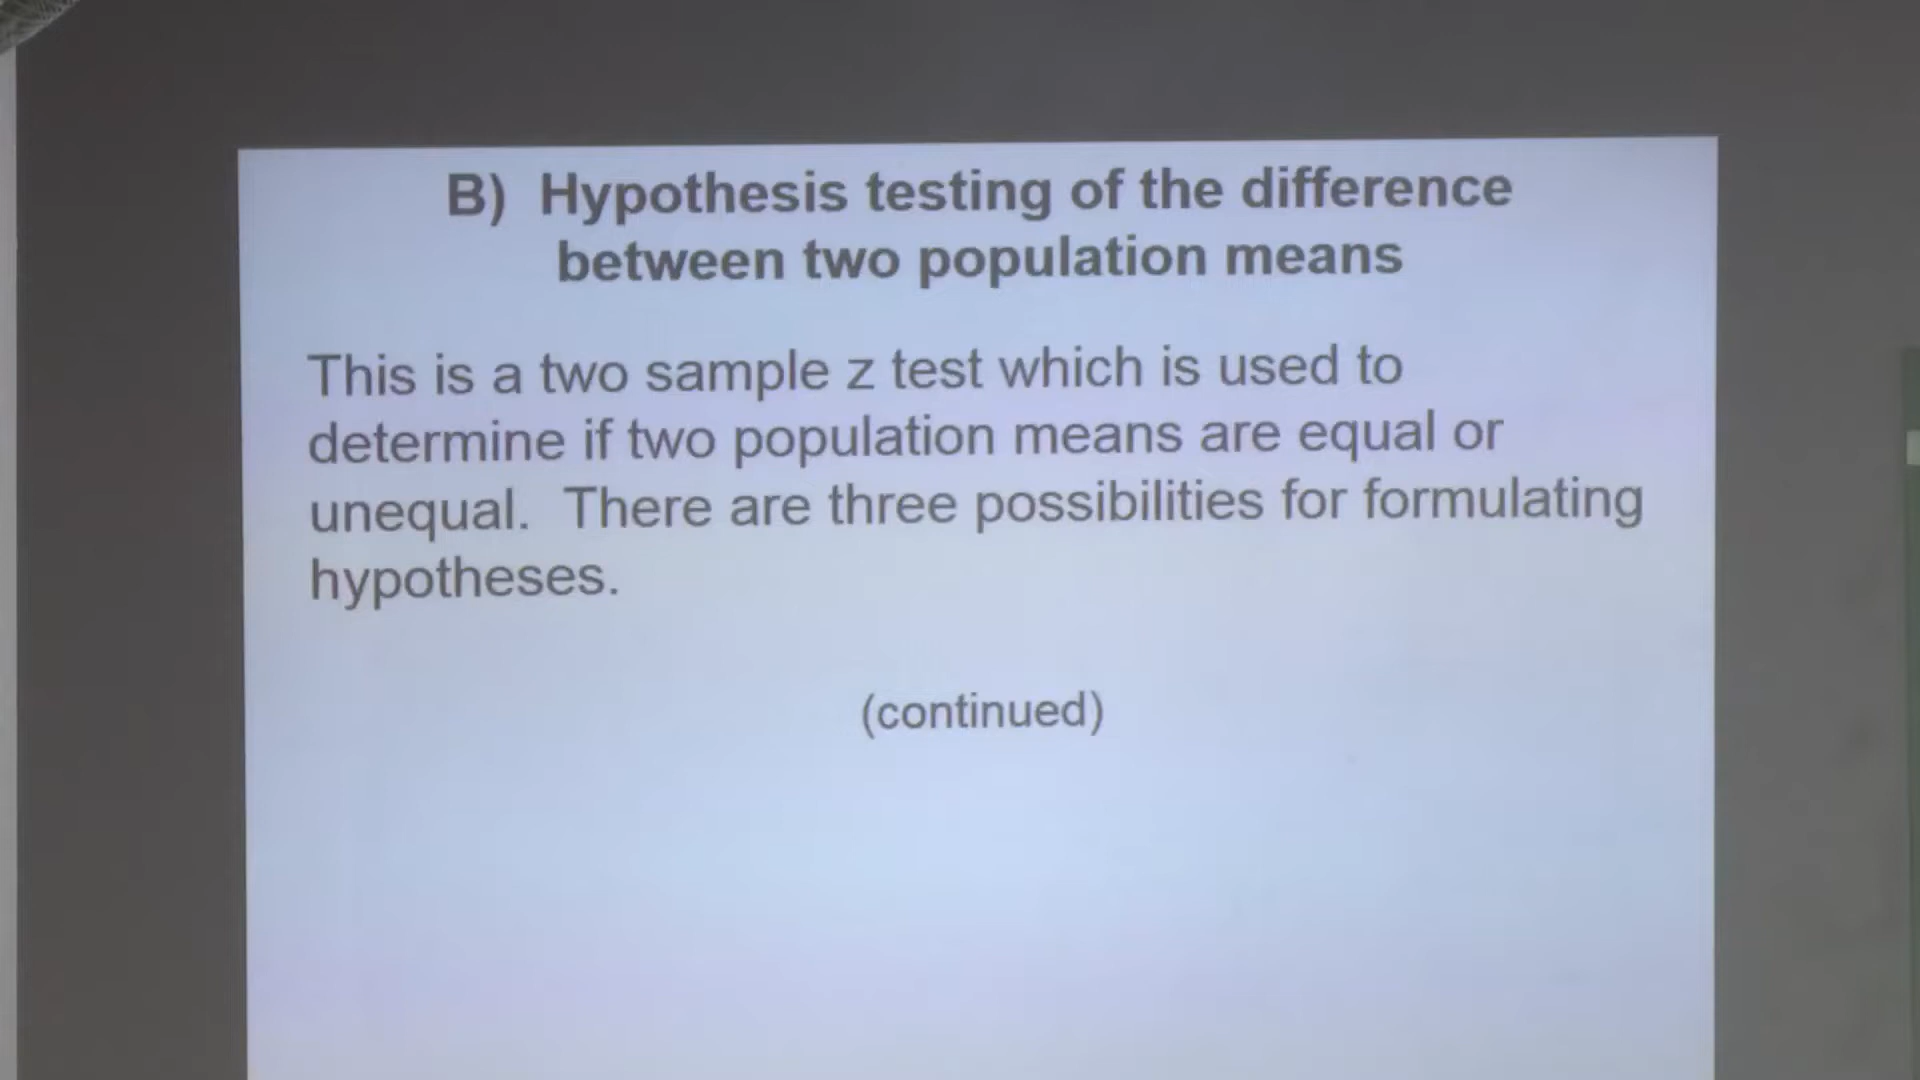 B) Hypothesis testing of the difference
between two population means
This is a two sample z test which is used to
determine if two population means are equal or
unequal. There are three possibilities for formulating
hypotheses.
(continued)